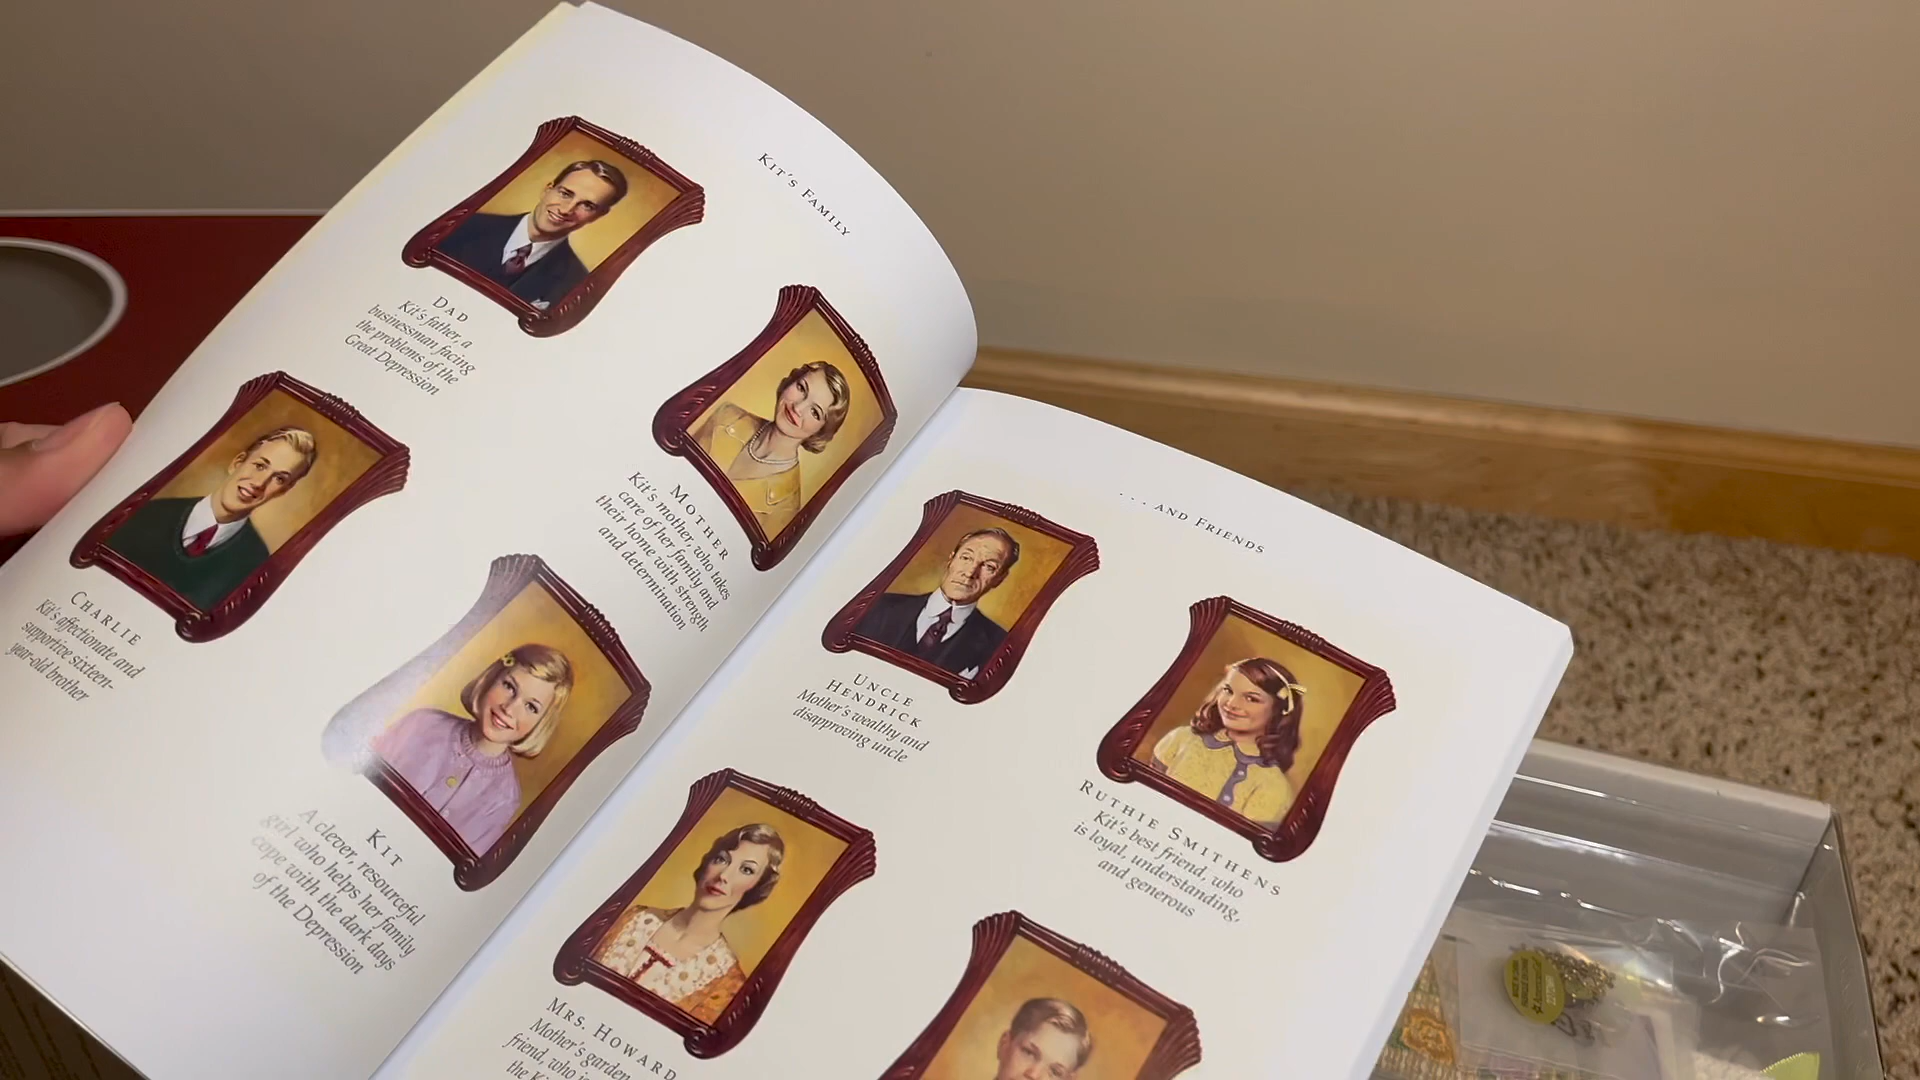 KIT'S FAMILY
DAD
Kit's father, a
businessman facing
the problems of the
Great Depression
MOTHER
Kit's mother, who takes
care of her family and
their home with strength
and determination
CHARLIE
Kit's affectionate and
supportive sixteen-
year-old brother
KIT
A clever, resourceful
girl who helps her family
cope with the dark days
of the Depression
. . . AND FRIENDS
UNCLE
HENDRICK
Mother's wealthy and
disapproving uncle
RUTHIE SMITHENS
Kit's best friend, who
is loyal, understanding,
and generous
MRS. HOWARD
Mother's garden
friend, who
the